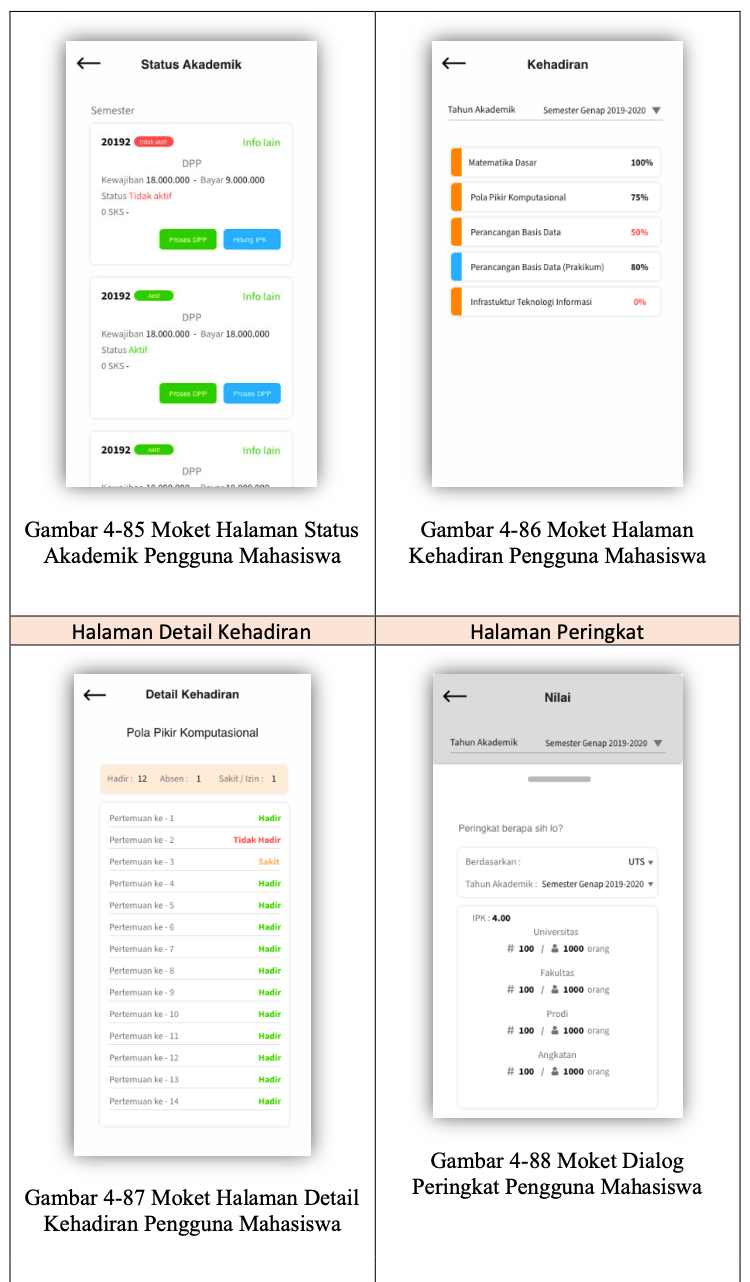 Status Akademik
Semester
20192 Tidak aktif Info lain
DPP
Kewajiban 18.000.000 - Bayar 9.000.000
Status Tidak aktif
0 SKS -
Proses DPP Hitung IPK
20192 Aktif Info lain
DPP
Kewajiban 18.000.000 - Bayar 18.000.000
Status Aktif
0 SKS -
Proses DPP Proses DPP
20192 Aktif Info lain
DPP
Gambar 4-85 Moket Halaman Status
Akademik Pengguna Mahasiswa
Kehadiran
Tahun Akademik Semester Genap 2019-2020
Matematika Dasar 100%
Pola Pikir Komputasional 75%
Perancangan Basis Data 50%
Perancangan Basis Data (Prakikum) 80%
Infrastuktur Teknologi Informasi 0%
Gambar 4-86 Moket Halaman
Kehadiran Pengguna Mahasiswa
Halaman Detail Kehadiran
Halaman Peringkat
Detail Kehadiran
Pola Pikir Komputasional
Hadir : 12 Absen : 1 Sakit / Izin : 1
Pertemuan ke - 1 Hadir
Pertemuan ke - 2 Tidak Hadir
Pertemuan ke - 3 Sakit
Pertemuan ke - 4 Hadir
Pertemuan ke - 5 Hadir
Pertemuan ke - 6 Hadir
Pertemuan ke - 7 Hadir
Pertemuan ke - 8 Hadir
Pertemuan ke - 9 Hadir
Pertemuan ke - 10 Hadir
Pertemuan ke - 11 Hadir
Pertemuan ke - 12 Hadir
Pertemuan ke - 13 Hadir
Pertemuan ke - 14 Hadir
Gambar 4-87 Moket Halaman Detail
Kehadiran Pengguna Mahasiswa
Nilai
Tahun Akademik Semester Genap 2019-2020
Peringkat berapa sih lo?
Berdasarkan : UTS
Tahun Akademik : Semester Genap 2019-2020
IPK : 4.00
Universitas
# 100 / 1000 orang
Fakultas
# 100 / 1000 orang
Prodi
# 100 / 1000 orang
Angkatan
# 100 / 1000 orang
Gambar 4-88 Moket Dialog
Peringkat Pengguna Mahasiswa